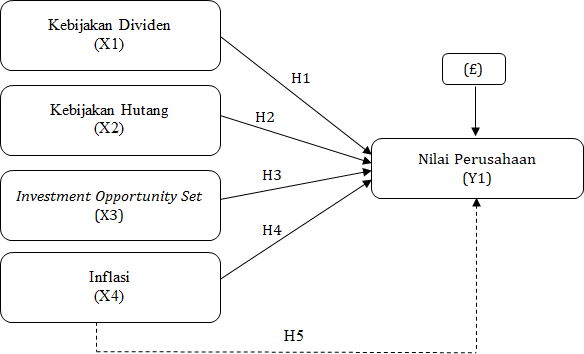 Kebijakan Dividen
(X1)
H1
(£)
Kebijakan Hutang
(X2)
H2
Nilai Perusahaan
(Y1)
Investment Opportunity Set
(X3)
H3
H4
Inflasi
(X4)
H5